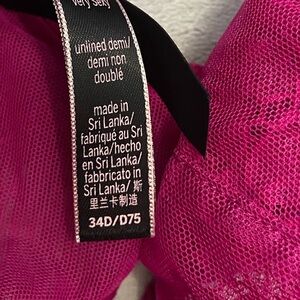 Very Sexy
unlined demi/
demi non
doublé
made in
Sri Lanka/
fabriqué au Sri
Lanka/hecho
en Sri Lanka/
fabbricato in
Sri Lanka/ 斯
里兰卡制造
34D/D75